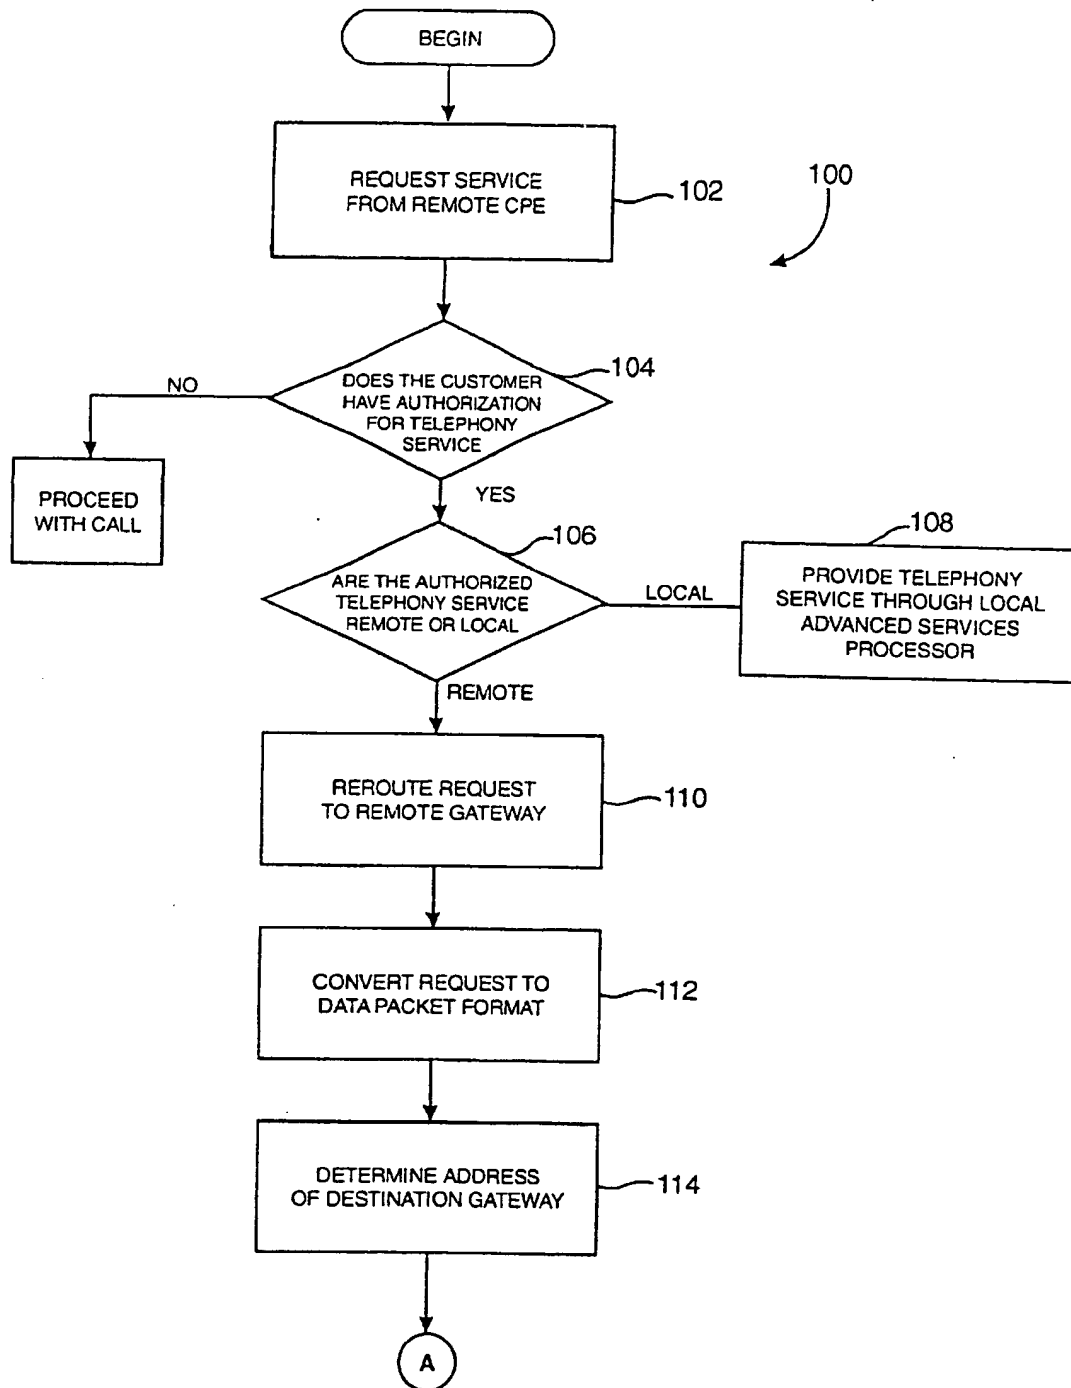 BEGIN
REQUEST SERVICE
FROM REMOTE CPE
102
100
DOES THE CUSTOMER
HAVE AUTHORIZATION
FOR TELEPHONY
SERVICE
104
NO
PROCEED
WITH CALL
YES
ARE THE AUTHORIZED
TELEPHONY SERVICE
REMOTE OR LOCAL
106
LOCAL
108
PROVIDE TELEPHONY
SERVICE THROUGH LOCAL
ADVANCED SERVICES
PROCESSOR
REMOTE
REROUTE REQUEST
TO REMOTE GATEWAY
110
CONVERT REQUEST TO
DATA PACKET FORMAT
112
DETERMINE ADDRESS
OF DESTINATION GATEWAY
114
A